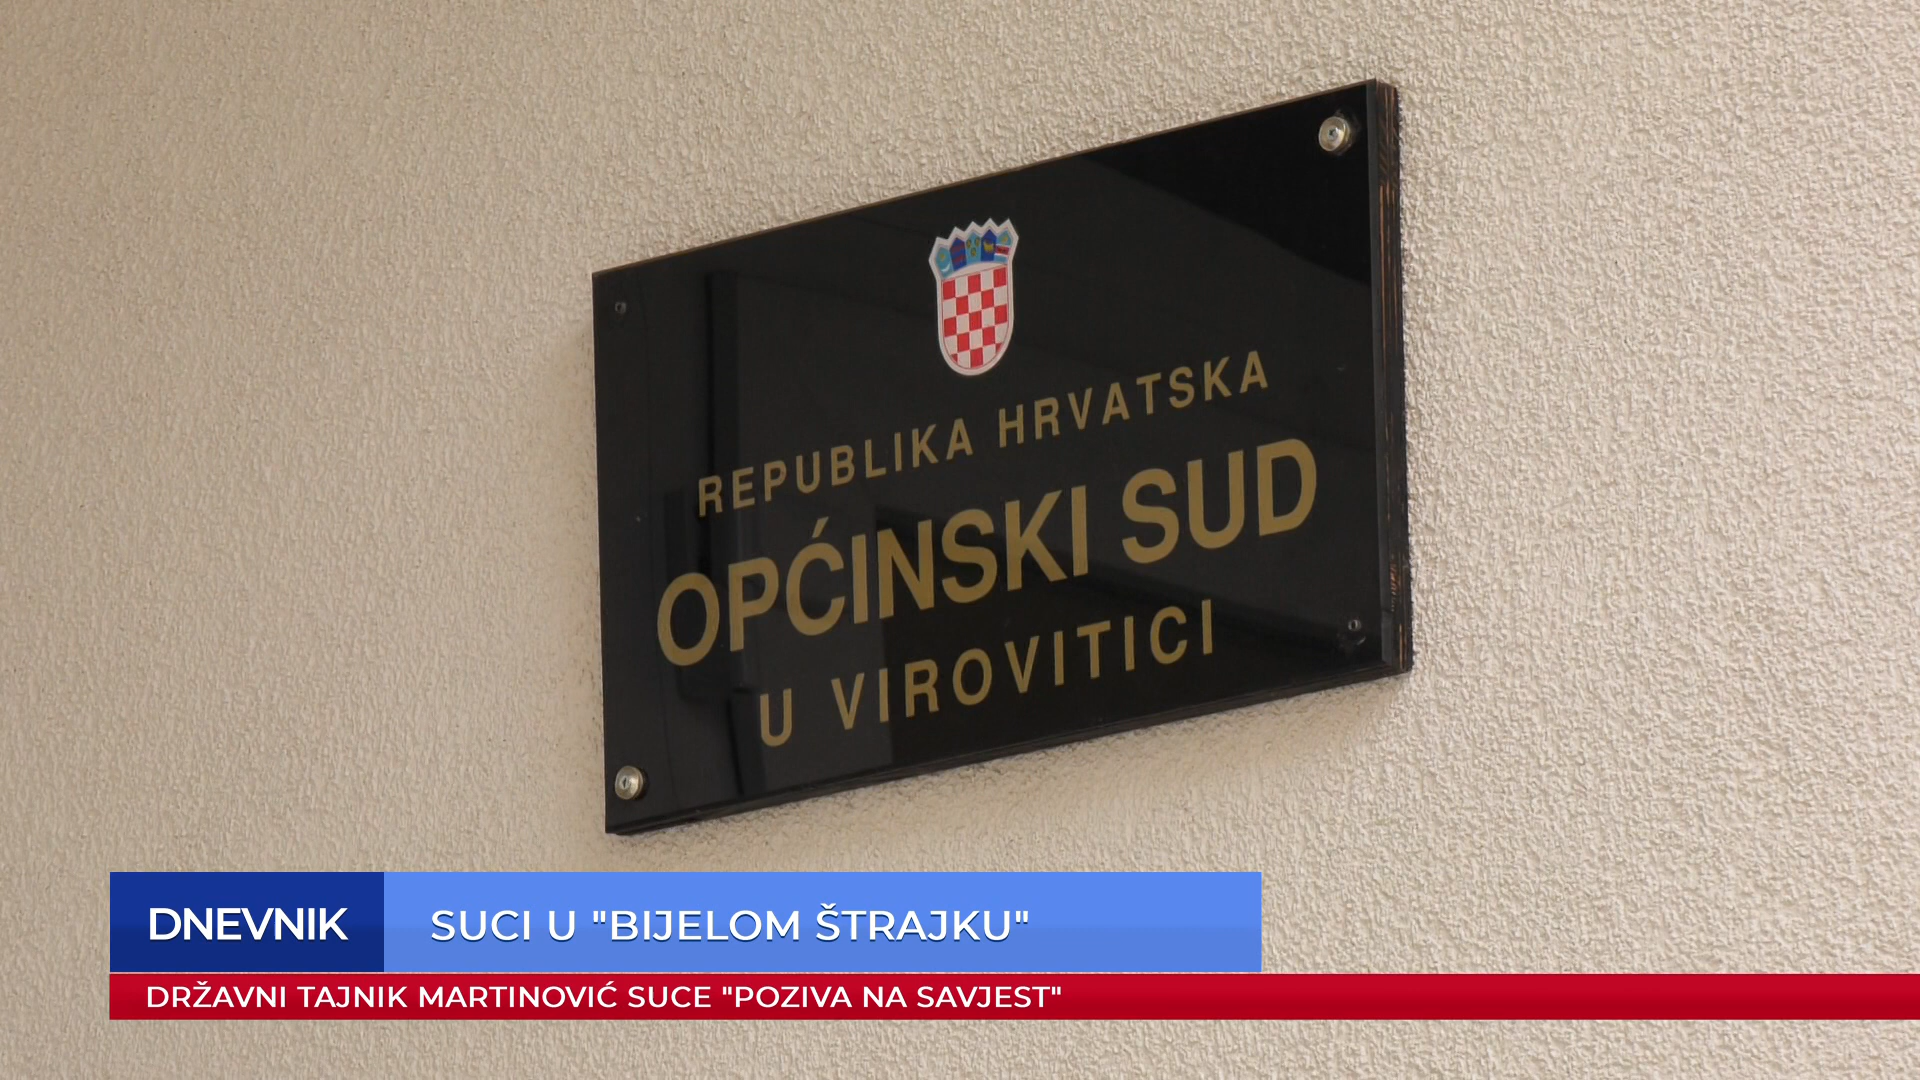 REPUBLIKA HRVATSKA
OPĆINSKI SUD
U VIROVITICI
DNEVNIK
SUCI U "BIJELOM ŠTRAJKU"
DRŽAVNI TAJNIK MARTINOVIĆ SUCE "POZIVA NA SAVJEST"